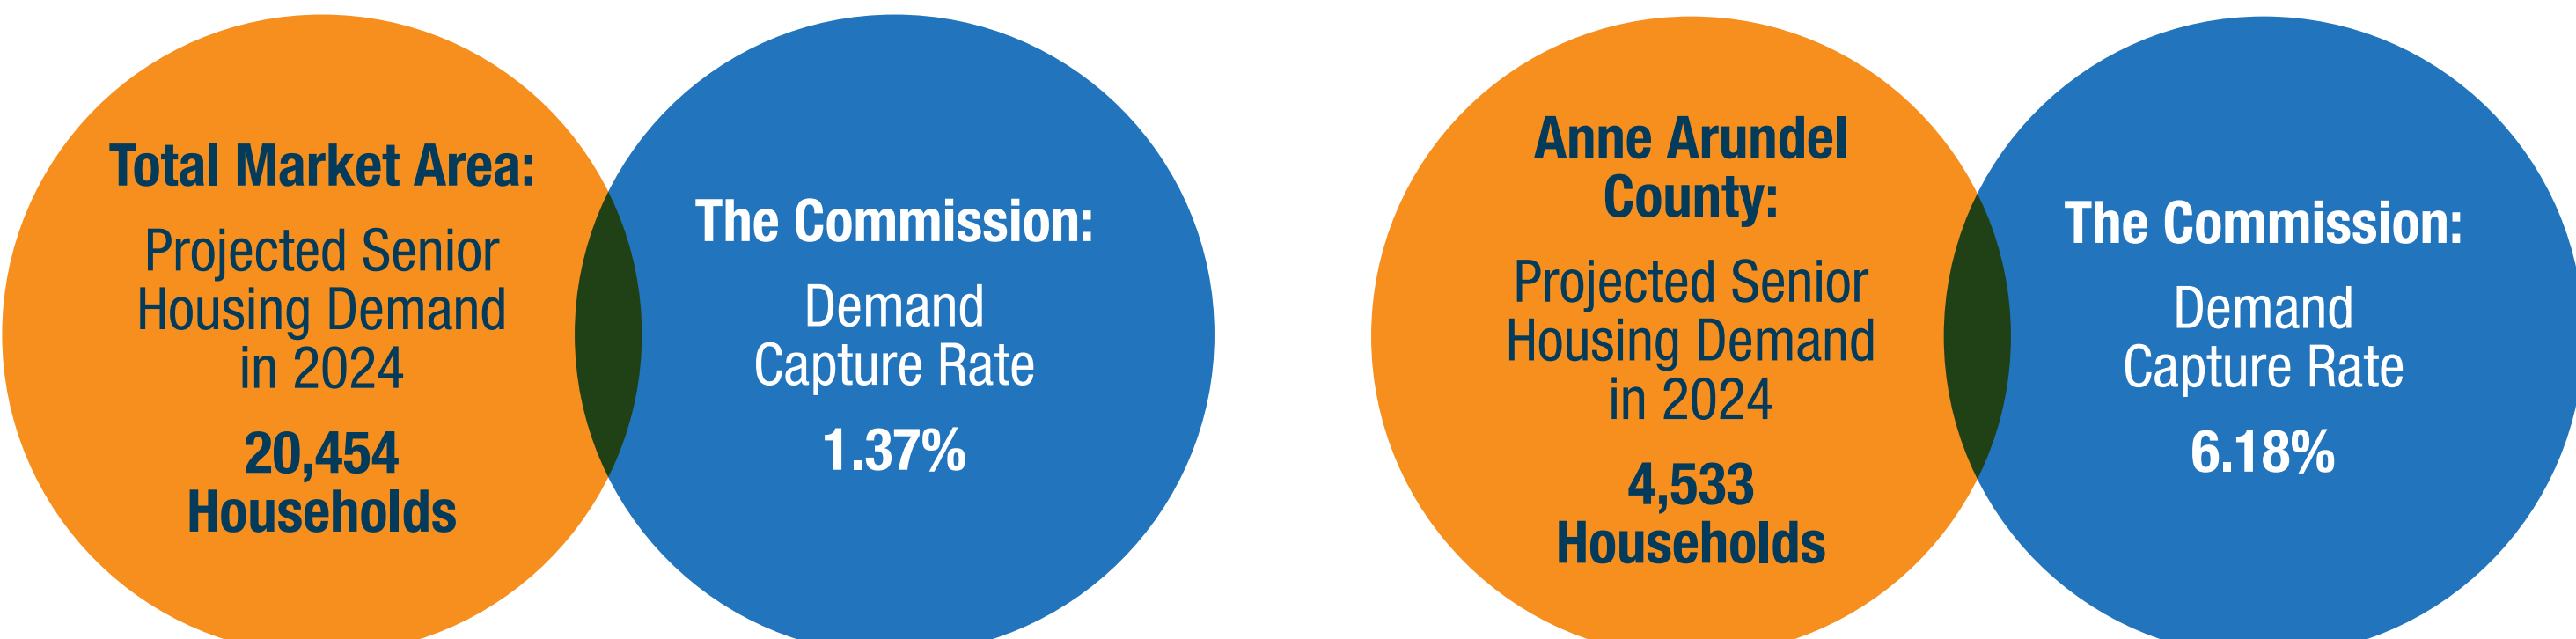 Total Market Area:
Projected Senior
Housing Demand
in 2024
20,454
Households
The Commission:
Demand
Capture Rate
1.37%
Anne Arundel
County:
Projected Senior
Housing Demand
in 2024
4,533
Households
The Commission:
Demand
Capture Rate
6.18%